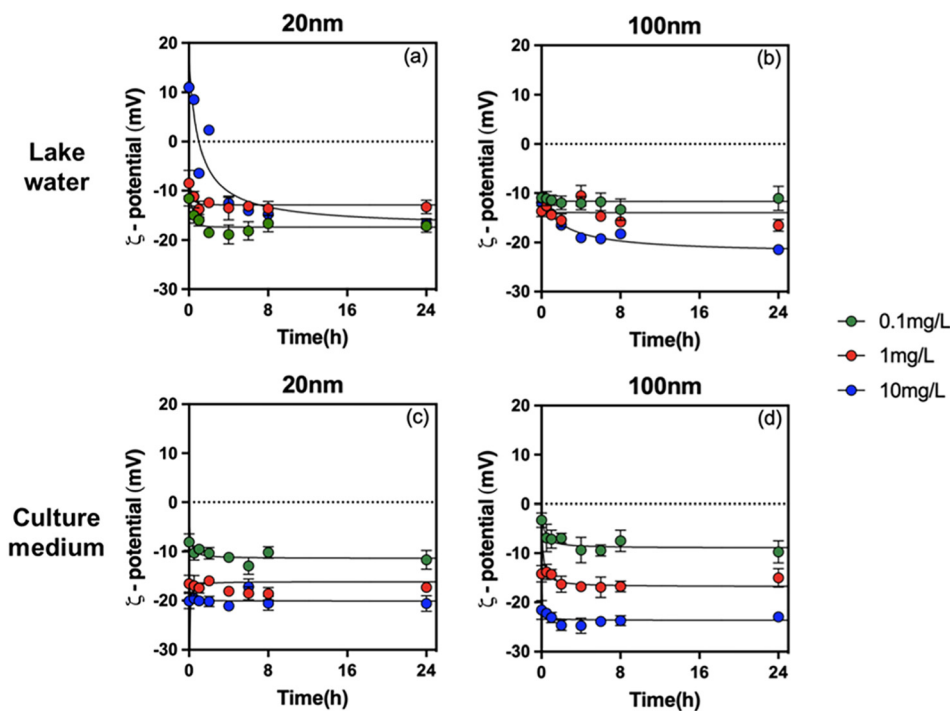 20nm
100nm
Lake
water
ζ - potential (mV)
20
10
0
-10
-20
-30
(a)
0
8
16
24
Time(h)
ζ - potential (mV)
20
10
0
-10
-20
-30
(b)
0
8
16
24
Time(h)
0.1mg/L
1mg/L
10mg/L
20nm
100nm
Culture
medium
ζ - potential (mV)
20
10
0
-10
-20
-30
(c)
0
8
16
24
Time(h)
ζ - potential (mV)
20
10
0
-10
-20
-30
(d)
0
8
16
24
Time(h)